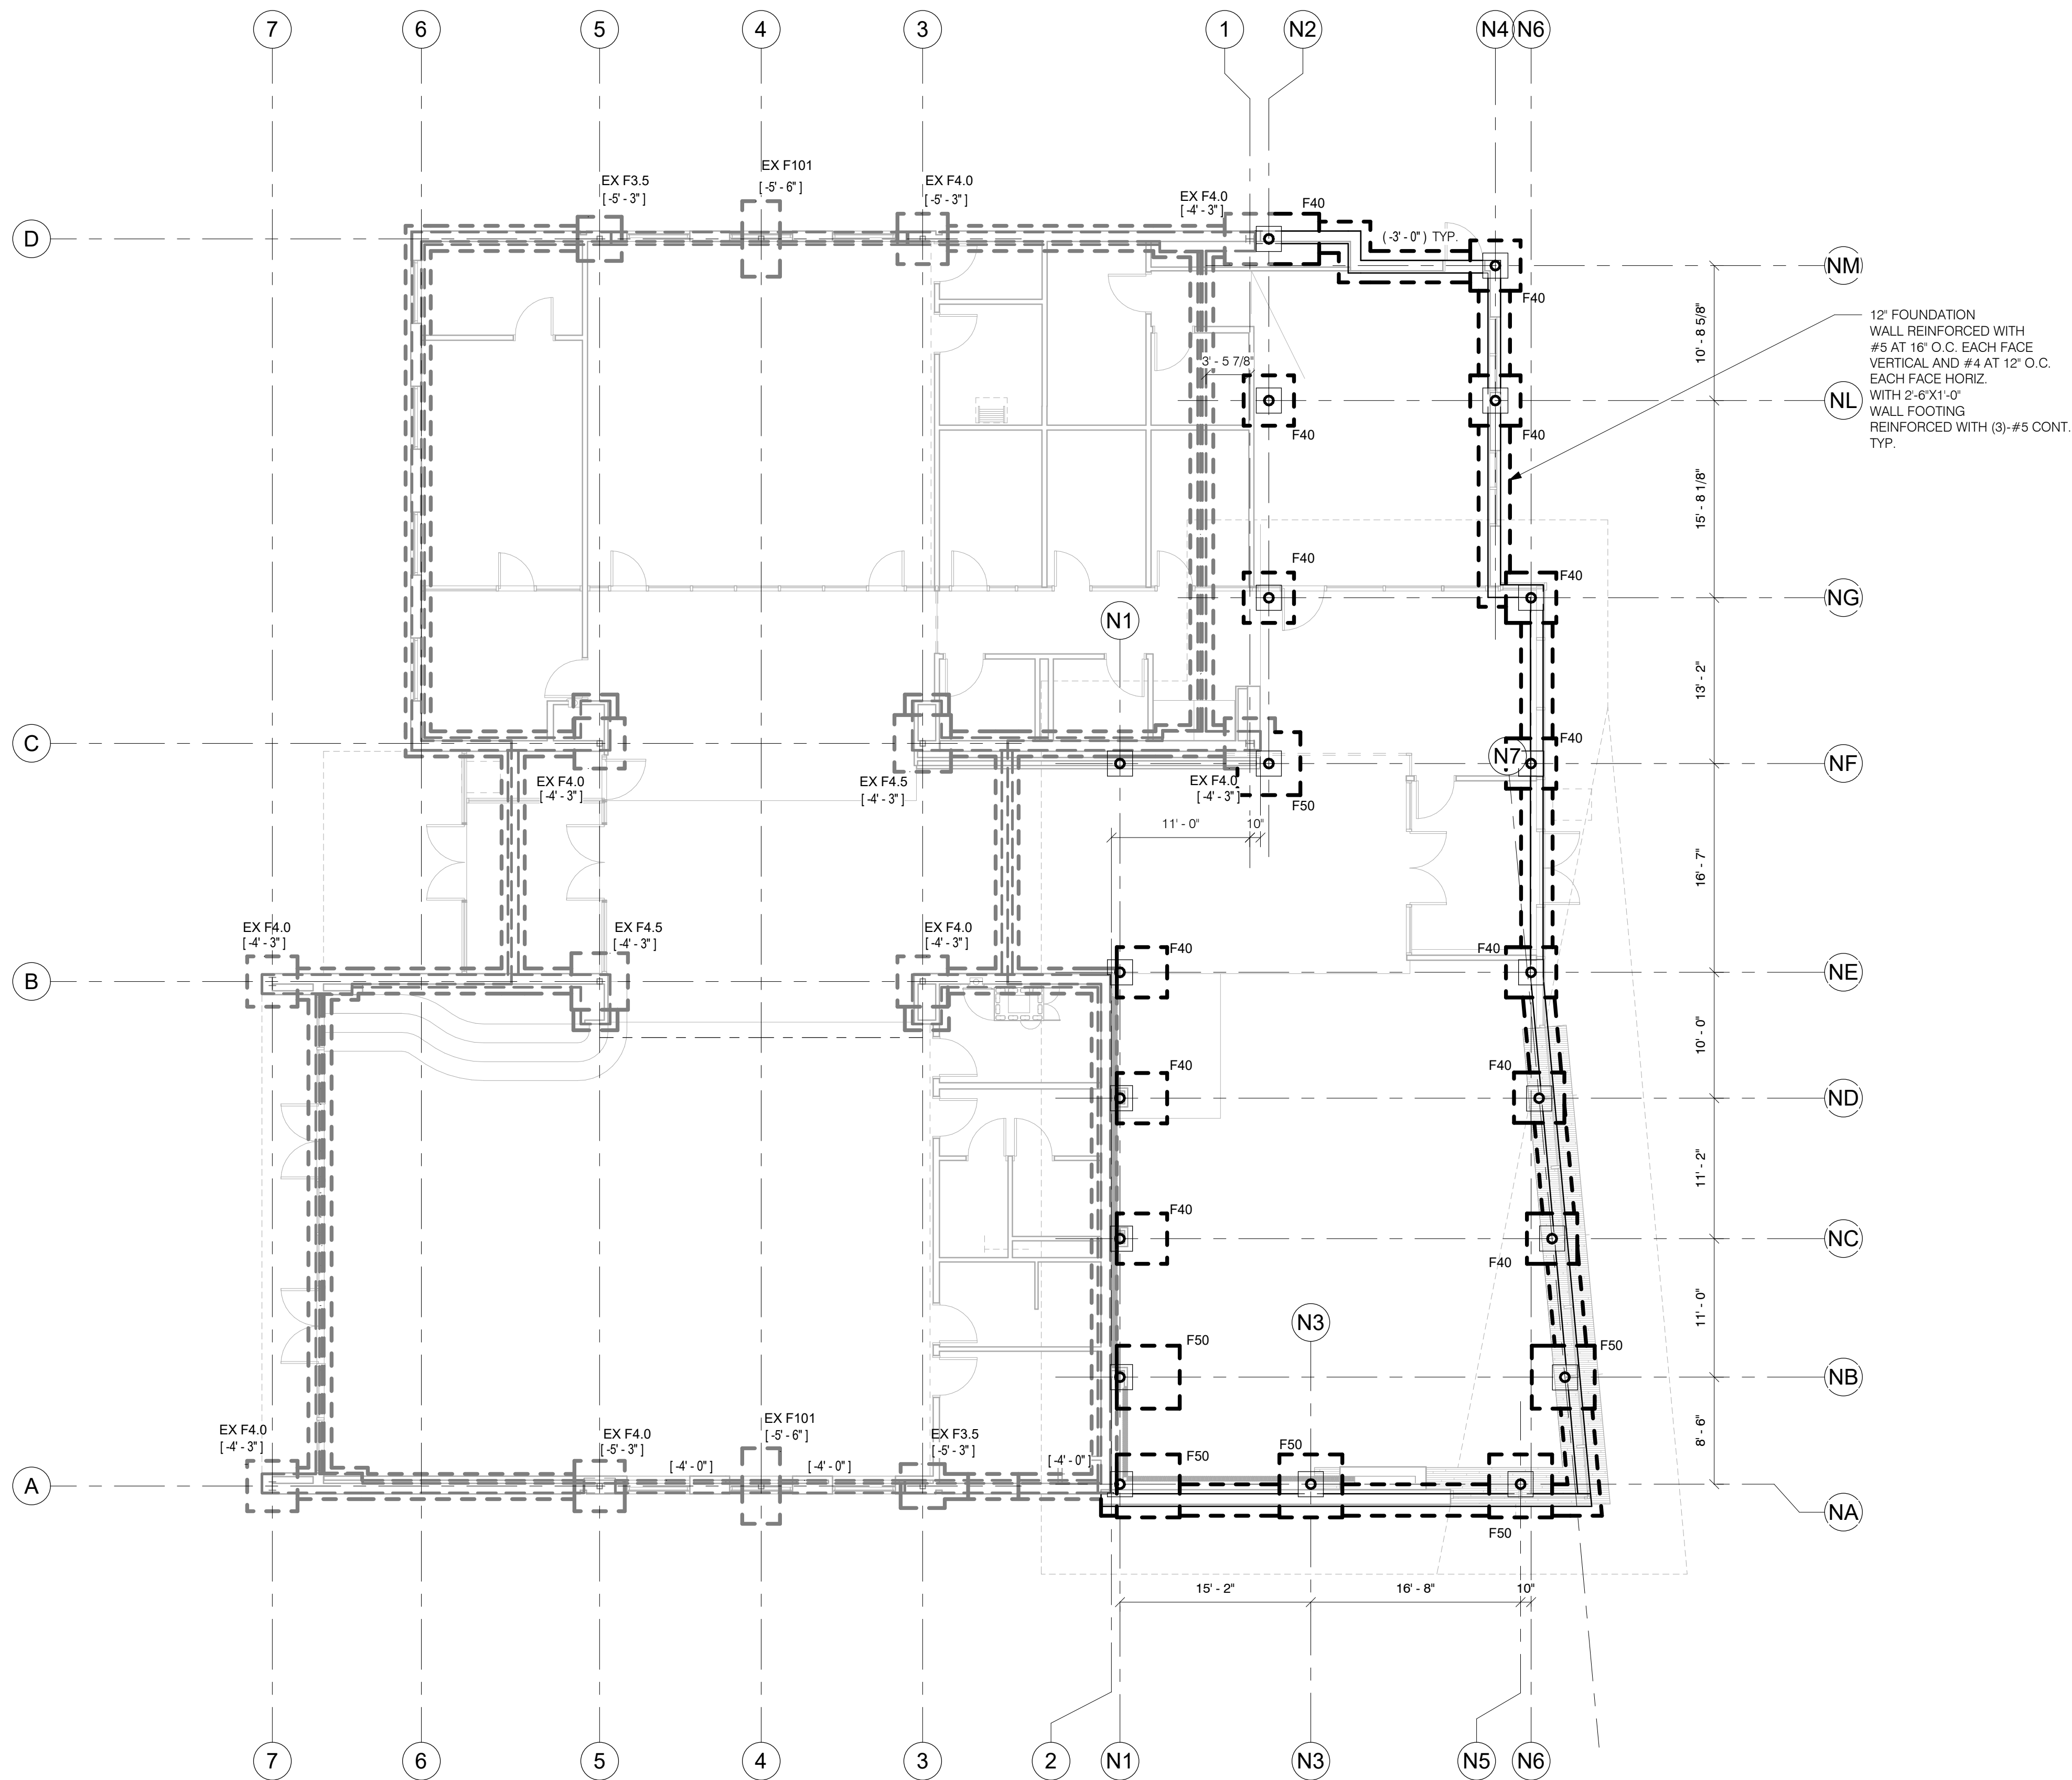 7
6
5
4
3
1
N2
N4
N6
EX F101
[ -5' - 6" ]
EX F3.5
[ -5' - 3" ]
EX F4.0
[ -5' - 3" ]
EX F4.0
[ -4' - 3" ]
F40
D
( -3' - 0" ) TYP.
NM
F40
12" FOUNDATION
WALL REINFORCED WITH
#5 AT 16" O.C. EACH FACE
VERTICAL AND #4 AT 12" O.C.
EACH FACE HORIZ.
WITH 2'-6"X1'-0"
WALL FOOTING
REINFORCED WITH (3)-#5 CONT.
TYP.
10' - 8 5/8"
3' - 5 7/8"
NL
F40
F40
15' - 8 1/8"
F40
F40
NG
N1
13' - 2"
C
F40
N7
NF
EX F4.0
[ -4' - 3" ]
EX F4.5
[ -4' - 3" ]
EX F4.0
[ -4' - 3" ]
F50
11' - 0"
10"
16' - 7"
EX F4.0
[ -4' - 3" ]
EX F4.5
[ -4' - 3" ]
EX F4.0
[ -4' - 3" ]
F40
F40
B
NE
10' - 0"
F40
F40
ND
11' - 2"
F40
NC
F40
11' - 0"
N3
F50
F50
NB
8' - 6"
EX F4.0
[ -4' - 3" ]
EX F4.0
[ -5' - 3" ]
EX F101
[ -5' - 6" ]
EX F3.5
[ -5' - 3" ]
[ -4' - 0" ]
[ -4' - 0" ]
[ -4' - 0" ]
F50
F50
A
NA
F50
15' - 2"
16' - 8"
10"
7
6
5
4
3
2
N1
N3
N5
N6